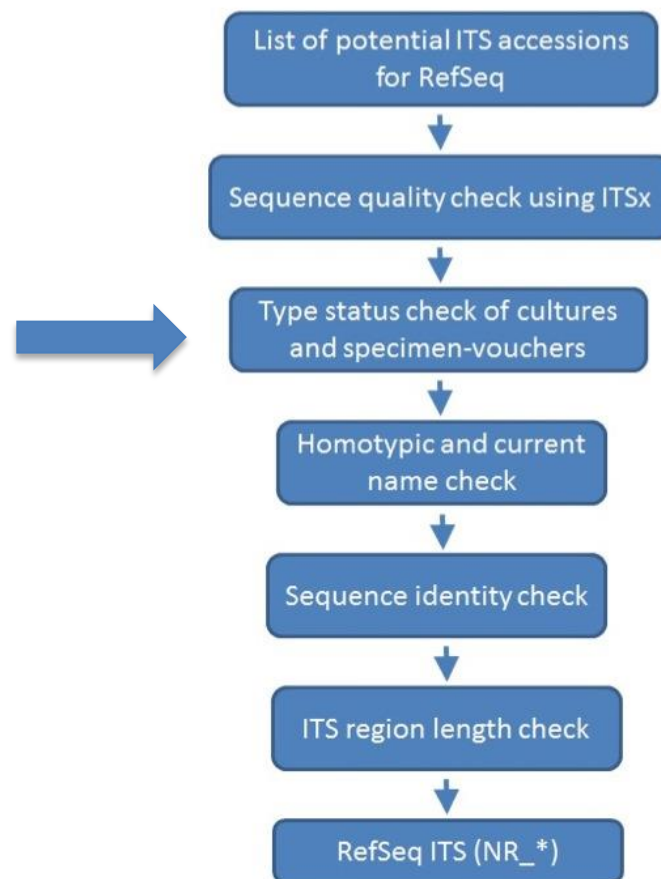 List of potential ITS accessions
for RefSeq
Sequence quality check using ITSx
Type status check of cultures
and specimen-vouchers
Homotypic and current
name check
Sequence identity check
ITS region length check
RefSeq ITS (NR_*)